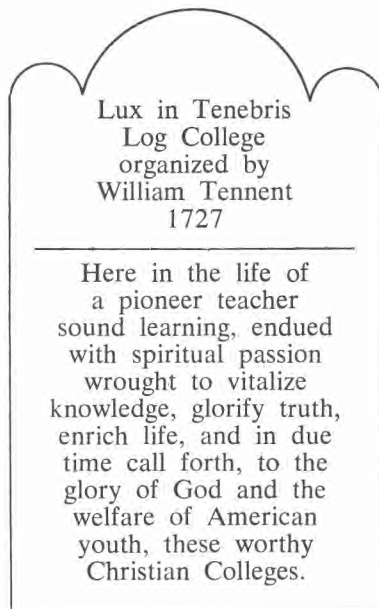 Lux in Tenebris
Log College
organized by
William Tennent
1727
Here in the life of
a pioneer teacher
sound learning, endued
with spiritual passion
wrought to vitalize
knowledge, glorify truth,
enrich life, and in due
time call forth, to the
glory of God and the
welfare of American
youth, these worthy
Christian Colleges.